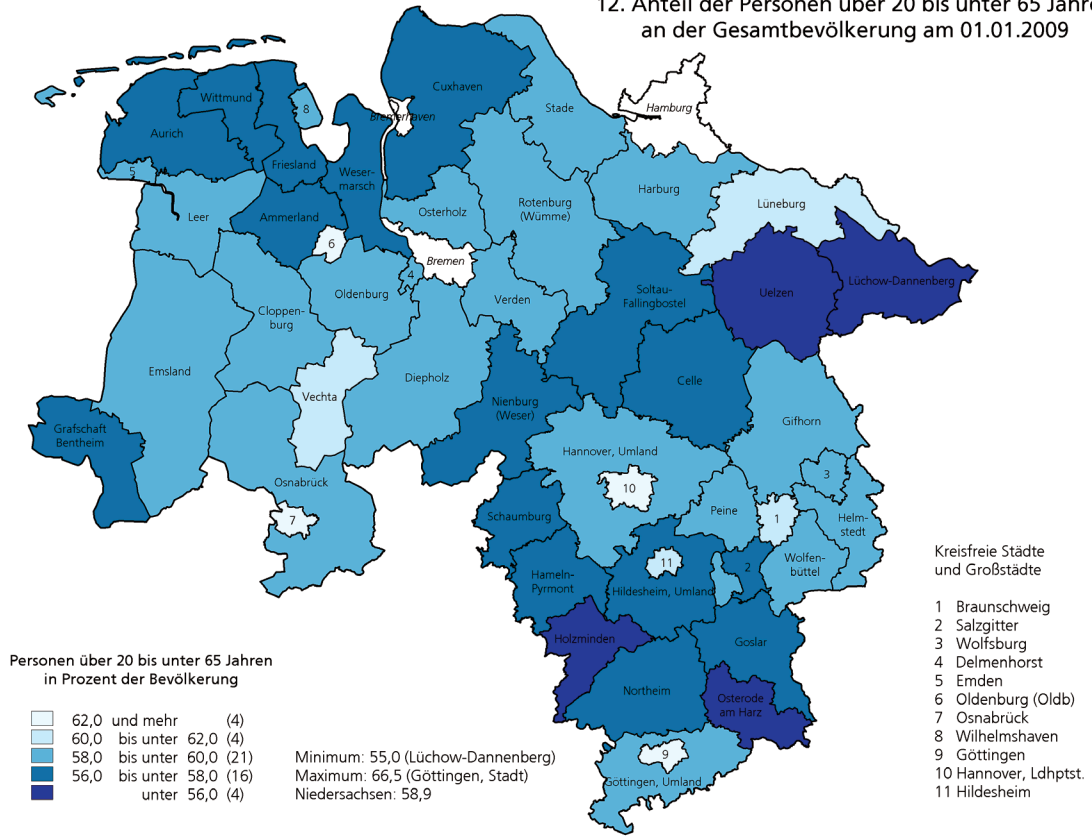 12. Anteil der Personen über 20 bis unter 65 Jahre
an der Gesamtbevölkerung am 01.01.2009
Cuxhaven
Wittmund
8
Stade
Hamburg
Bremerhaven
Aurich
Friesland
5
Weser-
marsch
Harburg
Lüneburg
Leer
Ammerland
Osterholz
Rotenburg
(Wümme)
6
Bremen
4
Oldenburg
Verden
Soltau-
Fallingbostel
Uelzen
Lüchow-Dannenberg
Cloppen-
burg
Emsland
Vechta
Diepholz
Celle
Nienburg
(Weser)
Gifhorn
Grafschaft
Bentheim
Hannover, Umland
3
Osnabrück
10
7
Schaumburg
Peine
1
Helm-
stedt
Hameln-
Pyrmont
11
Hildesheim, Umland
2
Wolfen-
büttel
Holzminden
Goslar
Northeim
Osterode
am Harz
9
Göttingen, Umland
Kreisfreie Städte
und Großstädte
1 Braunschweig
2 Salzgitter
3 Wolfsburg
4 Delmenhorst
5 Emden
6 Oldenburg (Oldb)
7 Osnabrück
8 Wilhelmshaven
9 Göttingen
10 Hannover, Ldhptst.
11 Hildesheim
Personen über 20 bis unter 65 Jahren
in Prozent der Bevölkerung
62,0 und mehr (4)
60,0 bis unter 62,0 (4)
58,0 bis unter 60,0 (21)
56,0 bis unter 58,0 (16)
unter 56,0 (4)
Minimum: 55,0 (Lüchow-Dannenberg)
Maximum: 66,5 (Göttingen, Stadt)
Niedersachsen: 58,9